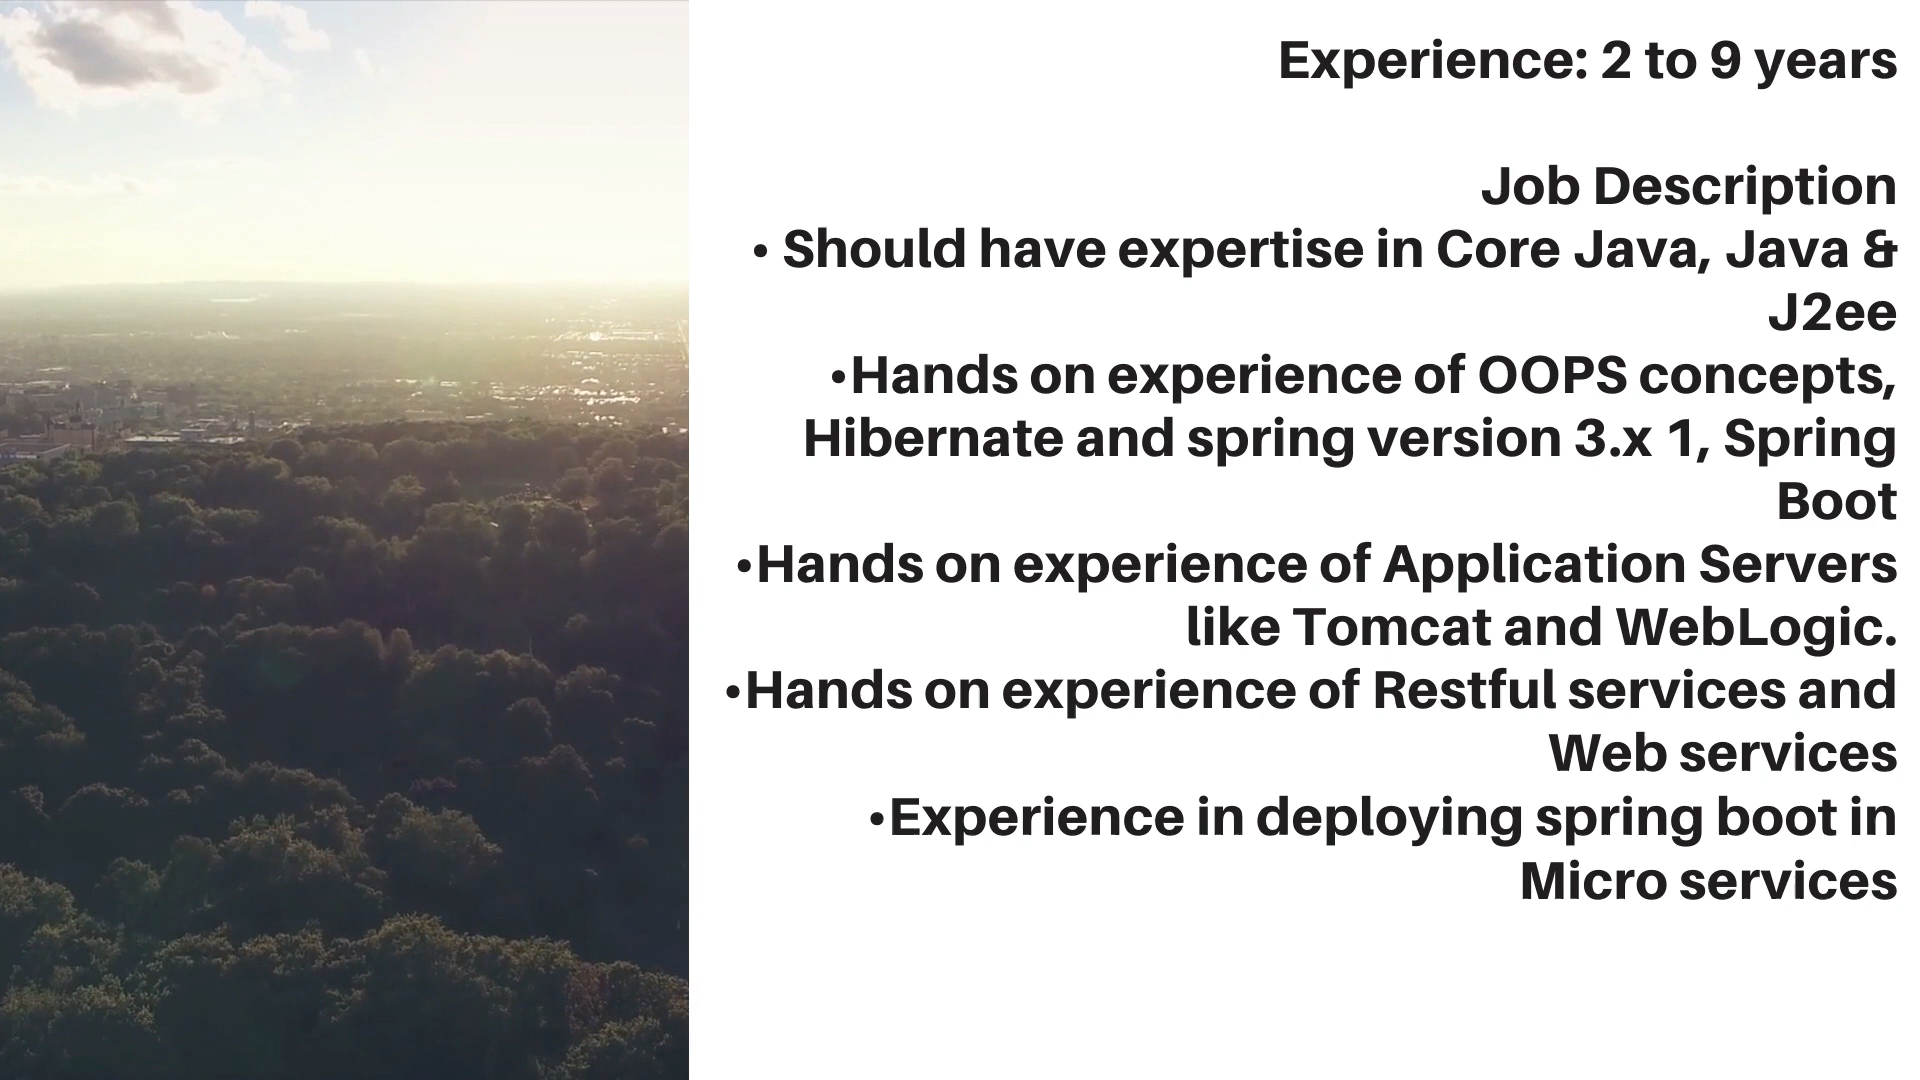 Experience: 2 to 9 years
Job Description
• Should have expertise in Core Java, Java &
J2ee
•Hands on experience of OOPS concepts,
Hibernate and spring version 3.x 1, Spring
Boot
•Hands on experience of Application Servers
like Tomcat and WebLogic.
•Hands on experience of Restful services and
Web services
•Experience in deploying spring boot in
Micro services